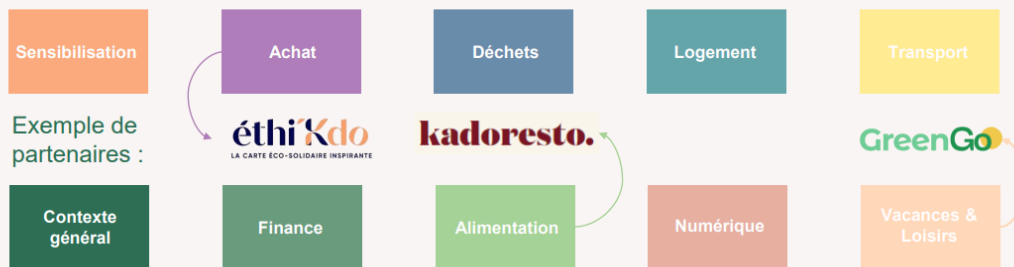 Sensibilisation
Achat
Déchets
Logement
Transport
Exemple de
partenaires :
éthi'Kdo
LA CARTE ÉCO-SOLIDAIRE INSPIRANTE
kadoresto.
GreenGo
Contexte
général
Finance
Alimentation
Numérique
Vacances &
Loisirs